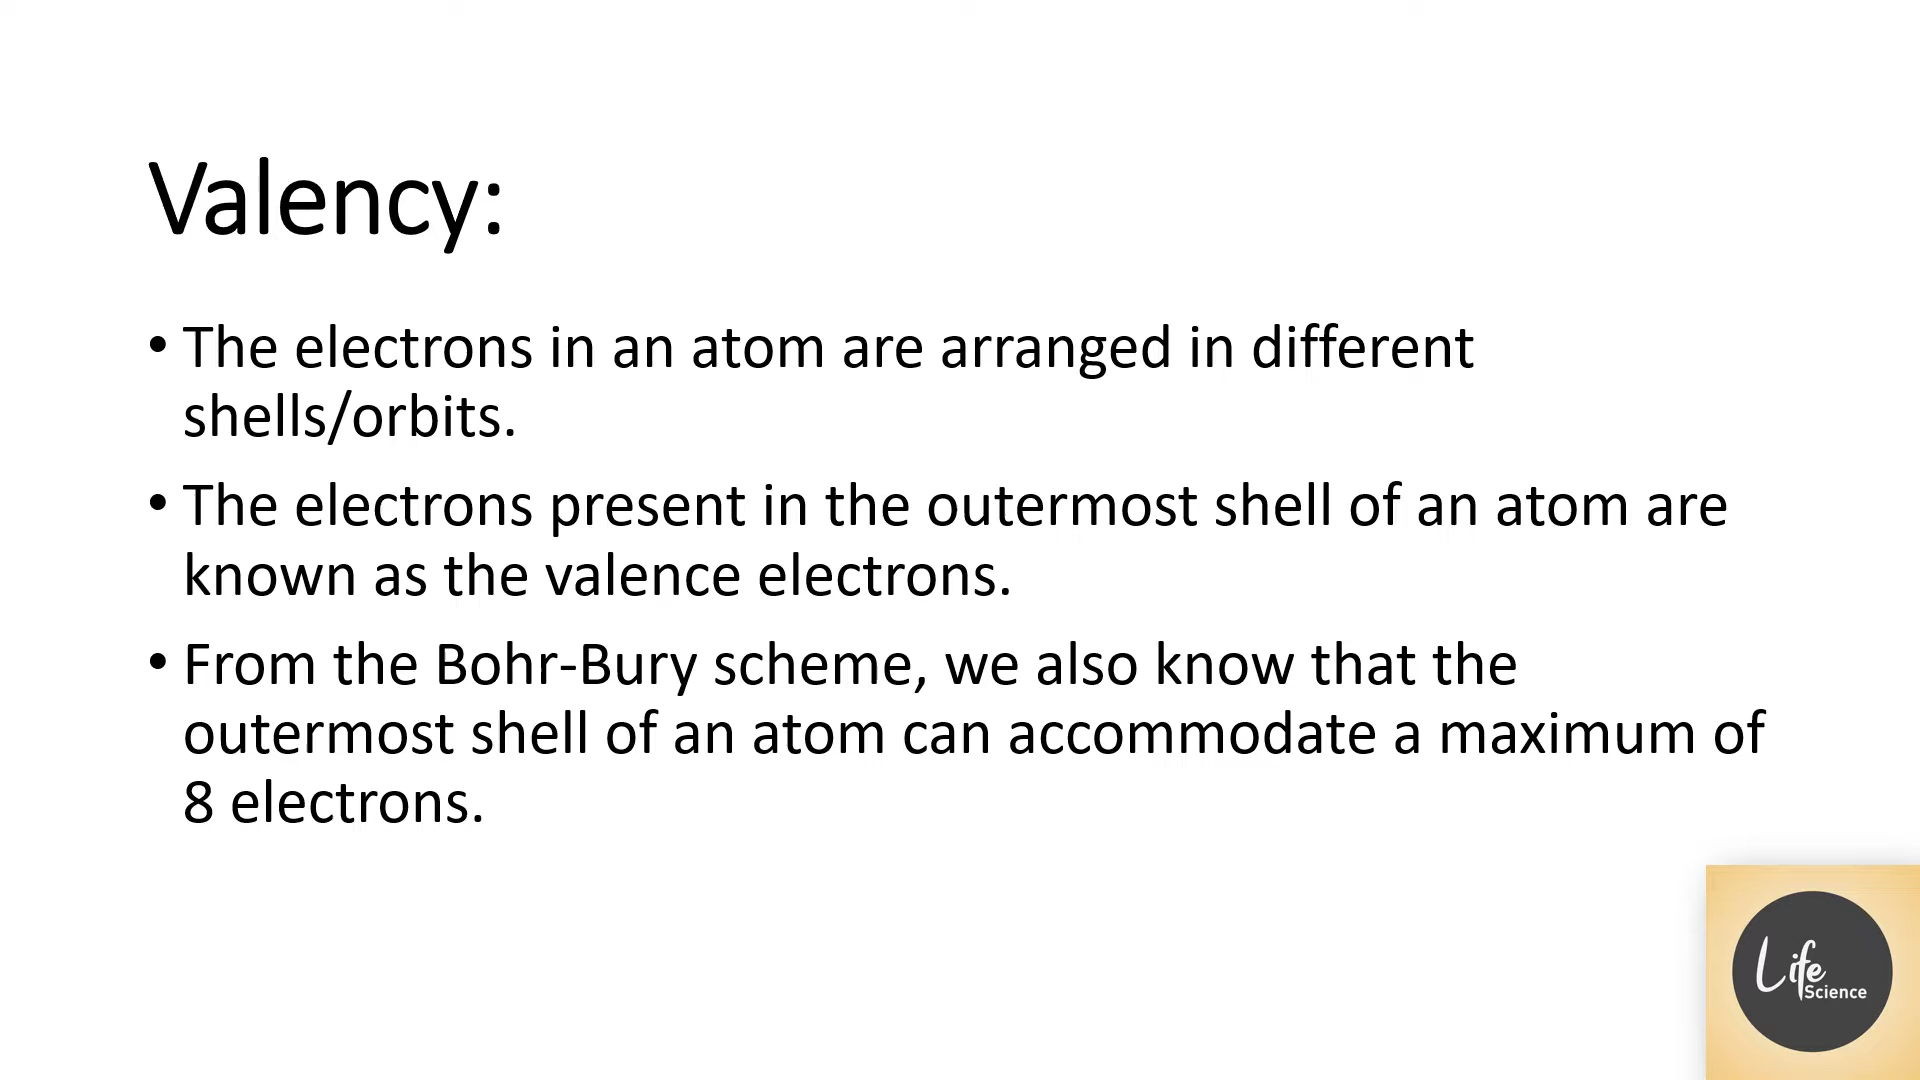 Valency:
• The electrons in an atom are arranged in different
shells/orbits.
• The electrons present in the outermost shell of an atom are
known as the valence electrons.
• From the Bohr-Bury scheme, we also know that the
outermost shell of an atom can accommodate a maximum of
8 electrons.
Life
Science